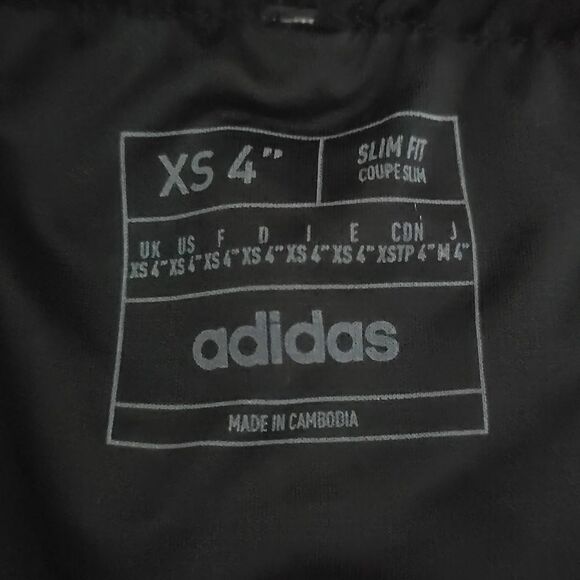 XS 4" SLIM FIT
COUPE SLIM
UK US F D I E CDN J
XS 4" XS 4" XS 4" XS 4" XS 4" XS 4" XSTP 4" M 4"
adidas
MADE IN CAMBODIA